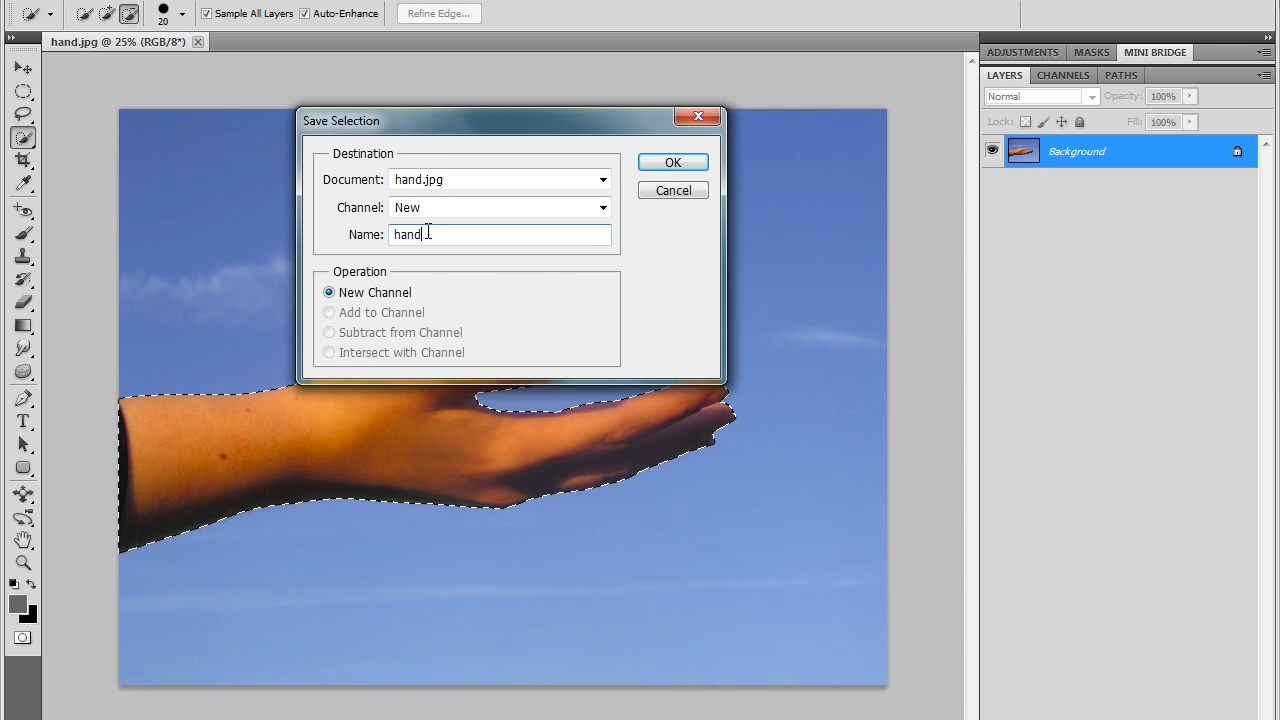 20
Sample All Layers
Auto-Enhance
Refine Edge...
hand.jpg @ 25% (RGB/8*)
ADJUSTMENTS
MASKS
MINI BRIDGE
LAYERS
CHANNELS
PATHS
Normal
Opacity: 100%
Lock:
Fill: 100%
Background
Save Selection
Destination
Document: hand.jpg
Channel: New
Name: hand
OK
Cancel
Operation
New Channel
Add to Channel
Subtract from Channel
Intersect with Channel
T